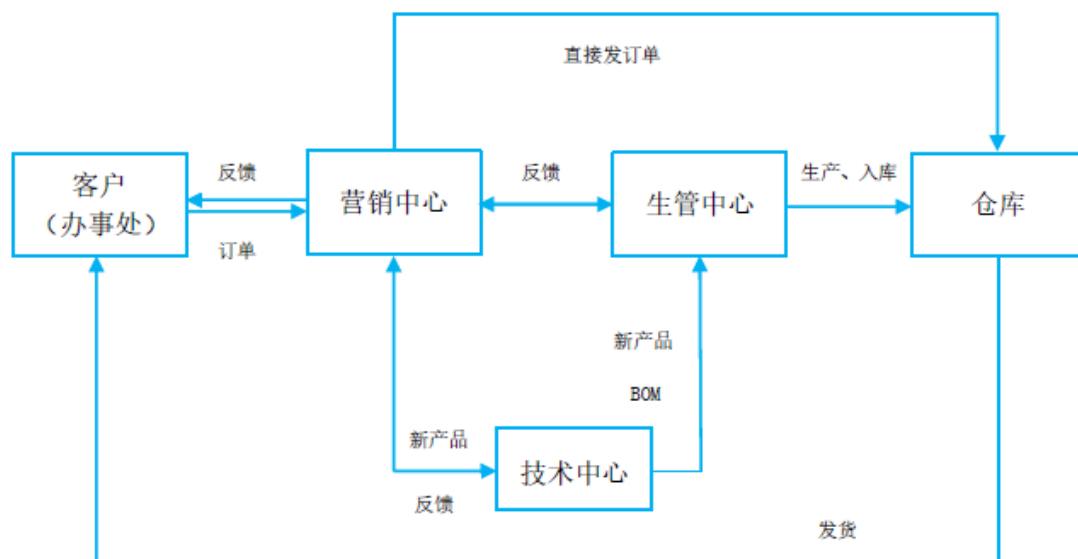 直接发订单
反馈
反馈
生产、入库
客户
（办事处）
营销中心
生管中心
仓库
订单
新产品
BOM
新产品
技术中心
反馈
发货